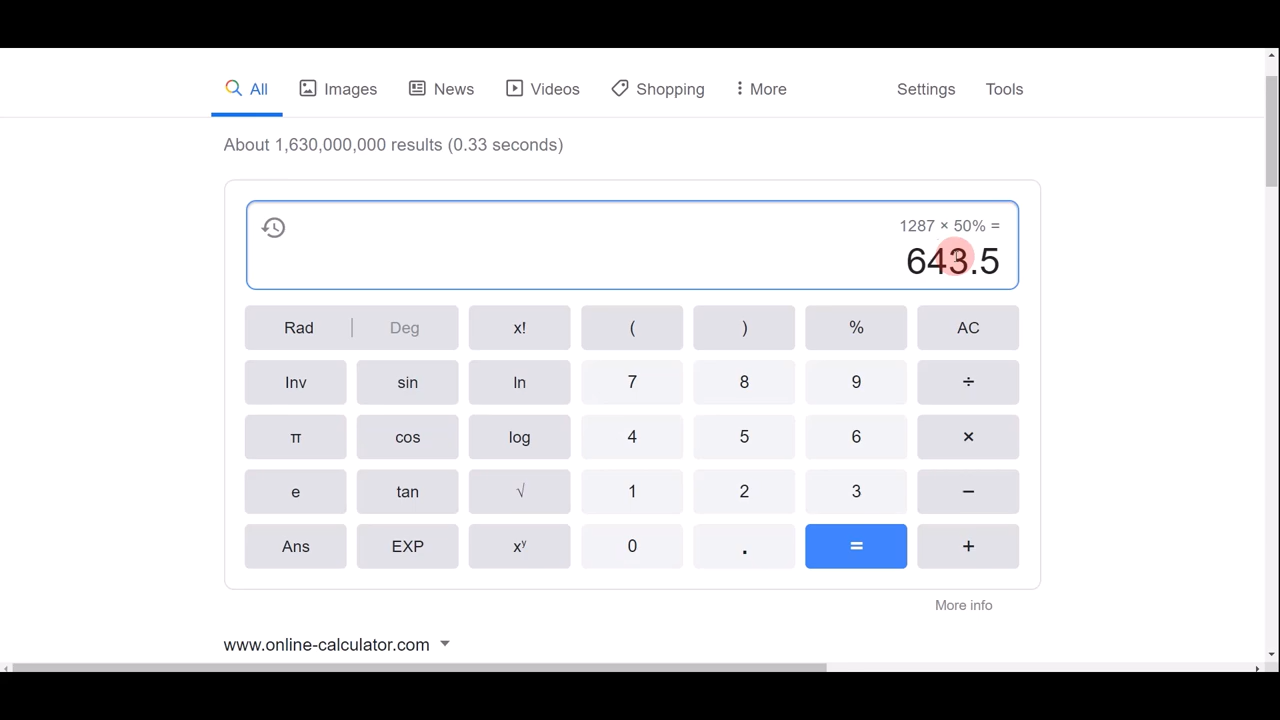 All Images News Videos Shopping More Settings Tools
About 1,630,000,000 results (0.33 seconds)
1287 × 50% =
643.5
Rad | Deg x! ( ) % AC
Inv sin ln 7 8 9 ÷
π cos log 4 5 6 ×
e tan √ 1 2 3 −
Ans EXP xʸ 0 . = +
More info
www.online-calculator.com